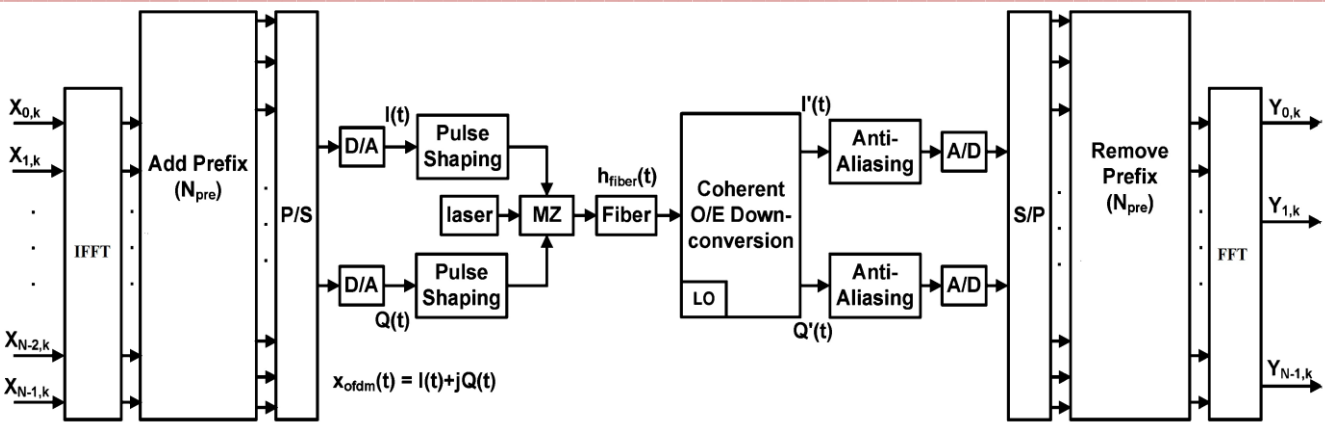 X0,k
X1,k
XN-2,k
XN-1,k
IFFT
Add Prefix
(Npre)
P/S
D/A
I(t)
Pulse
Shaping
laser
MZ
hfiber(t)
Fiber
D/A
Q(t)
Pulse
Shaping
xofdm(t) = I(t)+jQ(t)
Coherent
O/E Down-
conversion
LO
I'(t)
Anti-
Aliasing
A/D
Q'(t)
Anti-
Aliasing
A/D
S/P
Remove
Prefix
(Npre)
FFT
Y0,k
Y1,k
YN-1,k